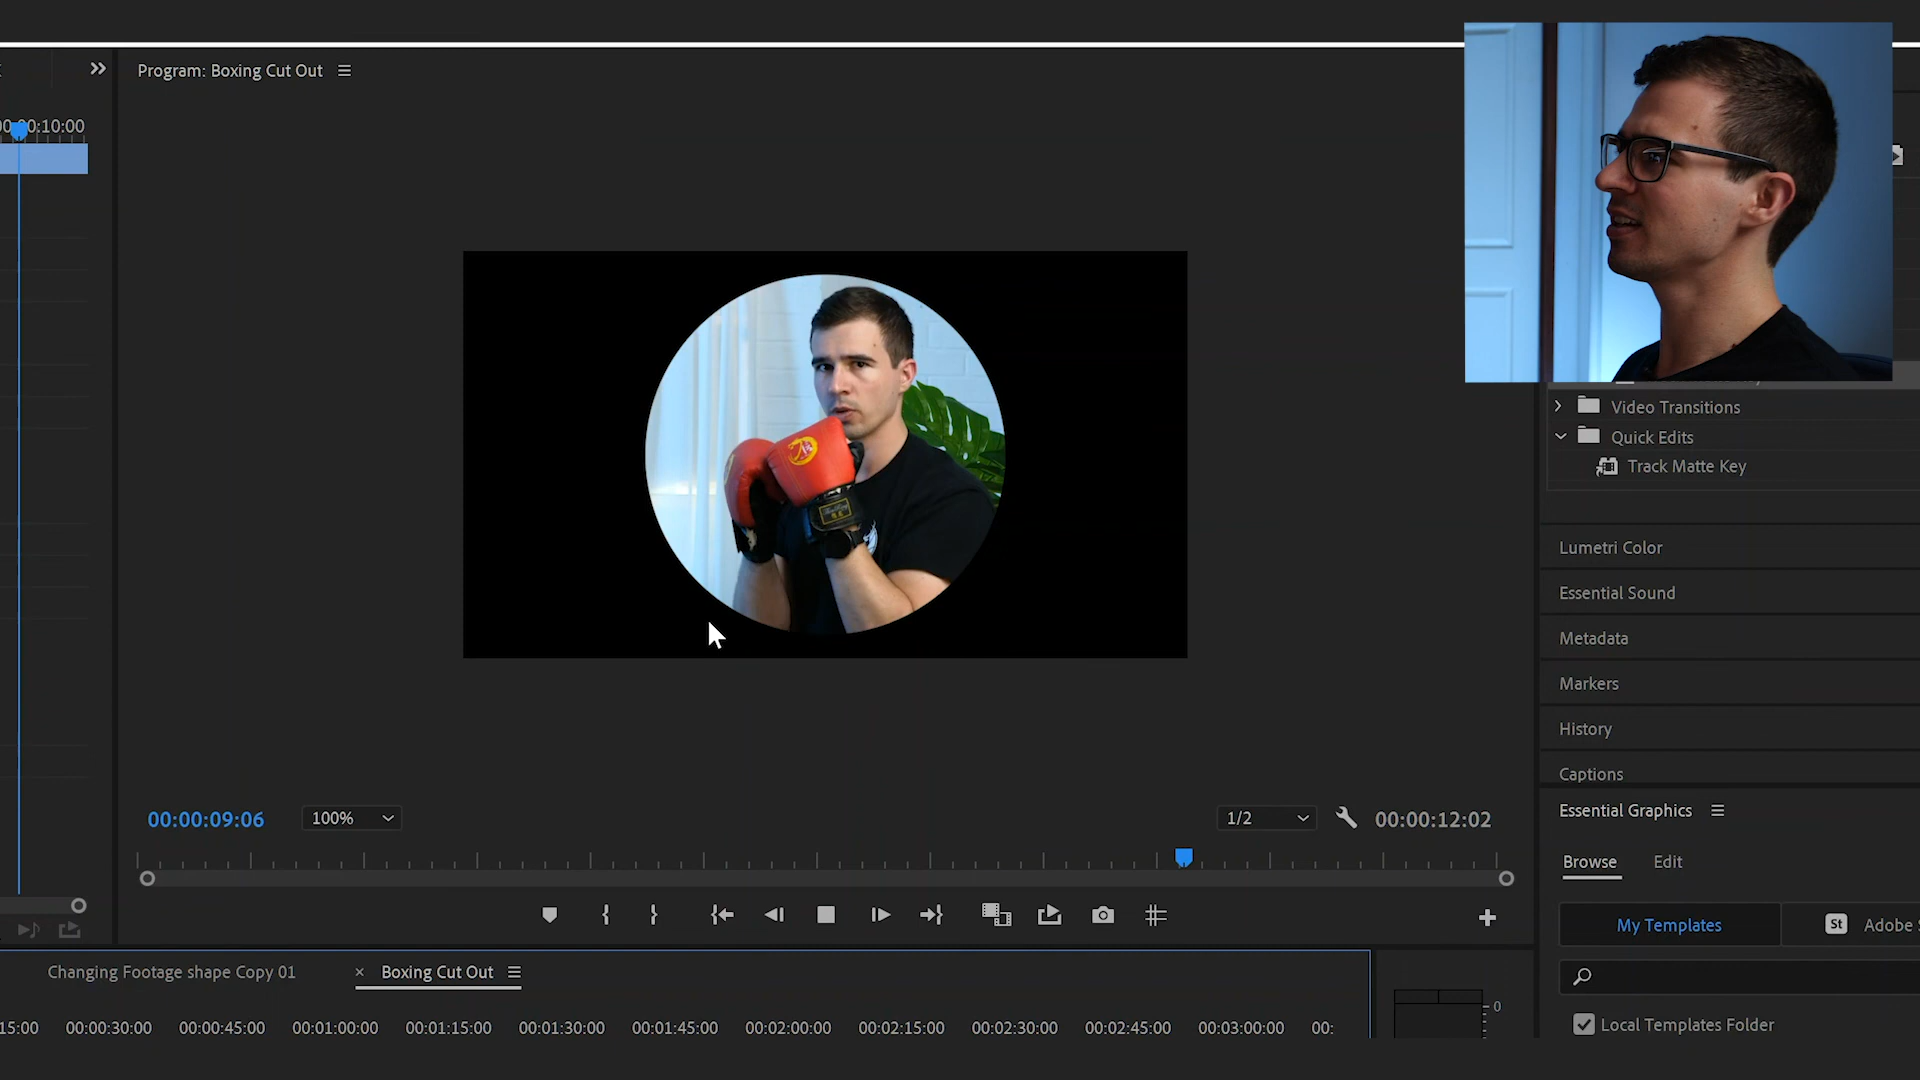 Program: Boxing Cut Out
00:00:10:00
Video Transitions
Quick Edits
Track Matte Key
Lumetri Color
Essential Sound
Metadata
Markers
History
Captions
00:00:09:06
100%
1/2
00:00:12:02
Essential Graphics
Browse
Edit
My Templates
St
Adobe S
Changing Footage shape Copy 01
× Boxing Cut Out
0
15:00 00:00:30:00 00:00:45:00 00:01:00:00 00:01:15:00 00:01:30:00 00:01:45:00 00:02:00:00 00:02:15:00 00:02:30:00 00:02:45:00 00:03:00:00 00:
Local Templates Folder